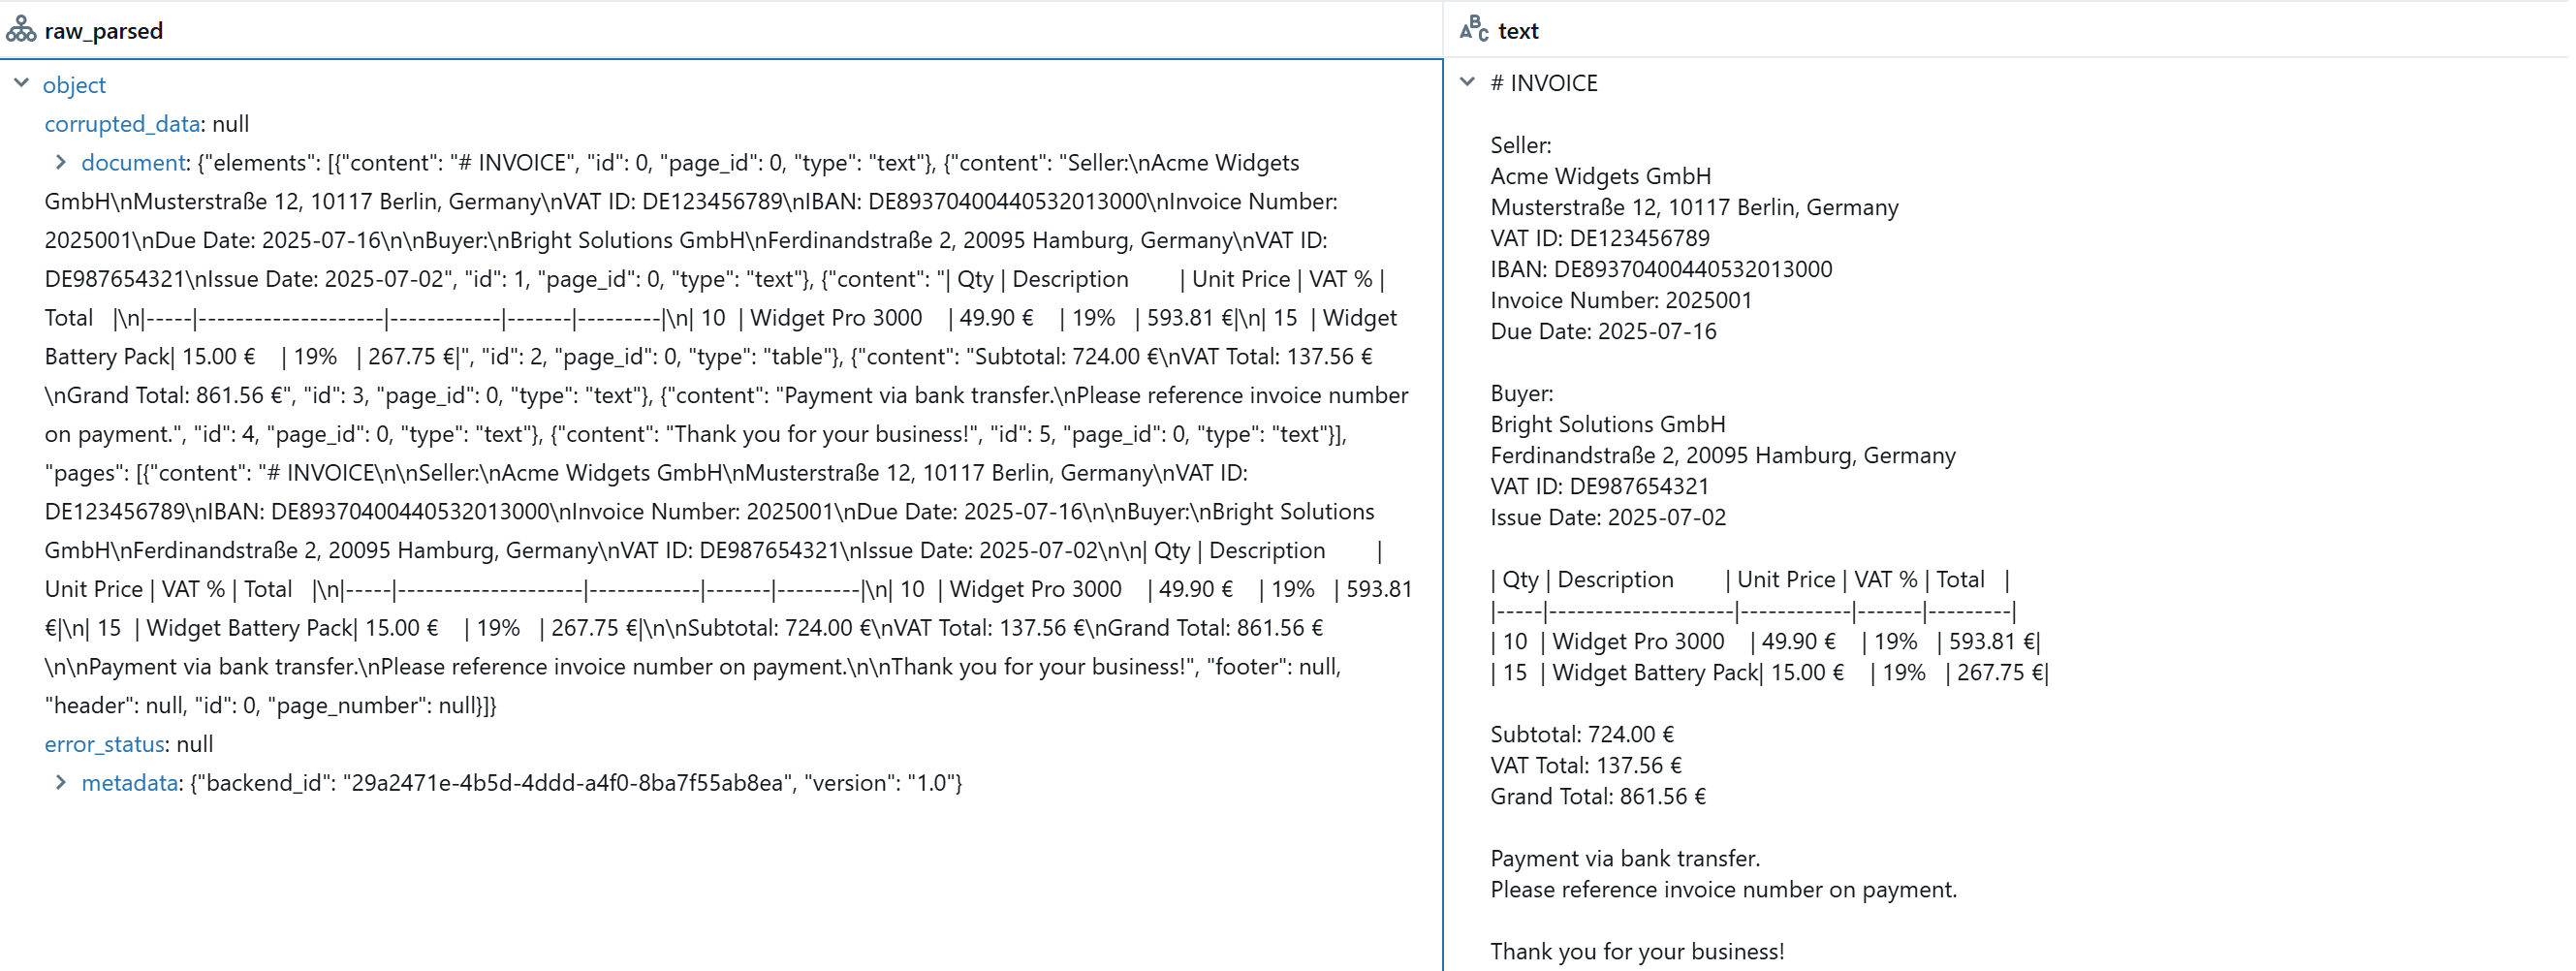 raw_parsed
object
corrupted_data: null
document: {"elements": [{"content": "# INVOICE", "id": 0, "page_id": 0, "type": "text"}, {"content": "Seller:\nAcme Widgets
GmbH\nMusterstraße 12, 10117 Berlin, Germany\nVAT ID: DE123456789\nIBAN: DE89370400440532013000\nInvoice Number:
2025001\nDue Date: 2025-07-16\n\nBuyer:\nBright Solutions GmbH\nFerdinandstraße 2, 20095 Hamburg, Germany\nVAT ID:
DE987654321\nIssue Date: 2025-07-02", "id": 1, "page_id": 0, "type": "text"}, {"content": "| Qty | Description        | Unit Price | VAT % |
Total   |\n|-----|--------------------|------------|-------|---------|\n| 10  | Widget Pro 3000    | 49.90 €    | 19%   | 593.81 €|\n| 15  | Widget
Battery Pack| 15.00 €    | 19%   | 267.75 €|", "id": 2, "page_id": 0, "type": "table"}, {"content": "Subtotal: 724.00 €\nVAT Total: 137.56 €
\nGrand Total: 861.56 €", "id": 3, "page_id": 0, "type": "text"}, {"content": "Payment via bank transfer.\nPlease reference invoice number
on payment.", "id": 4, "page_id": 0, "type": "text"}, {"content": "Thank you for your business!", "id": 5, "page_id": 0, "type": "text"}],
"pages": [{"content": "# INVOICE\n\nSeller:\nAcme Widgets GmbH\nMusterstraße 12, 10117 Berlin, Germany\nVAT ID:
DE123456789\nIBAN: DE89370400440532013000\nInvoice Number: 2025001\nDue Date: 2025-07-16\n\nBuyer:\nBright Solutions
GmbH\nFerdinandstraße 2, 20095 Hamburg, Germany\nVAT ID: DE987654321\nIssue Date: 2025-07-02\n\n| Qty | Description        |
Unit Price | VAT % | Total   |\n|-----|--------------------|------------|-------|---------|\n| 10  | Widget Pro 3000    | 49.90 €    | 19%   | 593.81
€|\n| 15  | Widget Battery Pack| 15.00 €    | 19%   | 267.75 €|\n\nSubtotal: 724.00 €\nVAT Total: 137.56 €\nGrand Total: 861.56 €
\n\nPayment via bank transfer.\nPlease reference invoice number on payment.\n\nThank you for your business!", "footer": null,
"header": null, "id": 0, "page_number": null}]}
error_status: null
metadata: {"backend_id": "29a2471e-4b5d-4ddd-a4f0-8ba7f55ab8ea", "version": "1.0"}
ABC text
# INVOICE
Seller:
Acme Widgets GmbH
Musterstraße 12, 10117 Berlin, Germany
VAT ID: DE123456789
IBAN: DE89370400440532013000
Invoice Number: 2025001
Due Date: 2025-07-16
Buyer:
Bright Solutions GmbH
Ferdinandstraße 2, 20095 Hamburg, Germany
VAT ID: DE987654321
Issue Date: 2025-07-02
| Qty | Description        | Unit Price | VAT % | Total   |
|-----|--------------------|------------|-------|---------|
| 10  | Widget Pro 3000    | 49.90 €    | 19%   | 593.81 €|
| 15  | Widget Battery Pack| 15.00 €    | 19%   | 267.75 €|
Subtotal: 724.00 €
VAT Total: 137.56 €
Grand Total: 861.56 €
Payment via bank transfer.
Please reference invoice number on payment.
Thank you for your business!